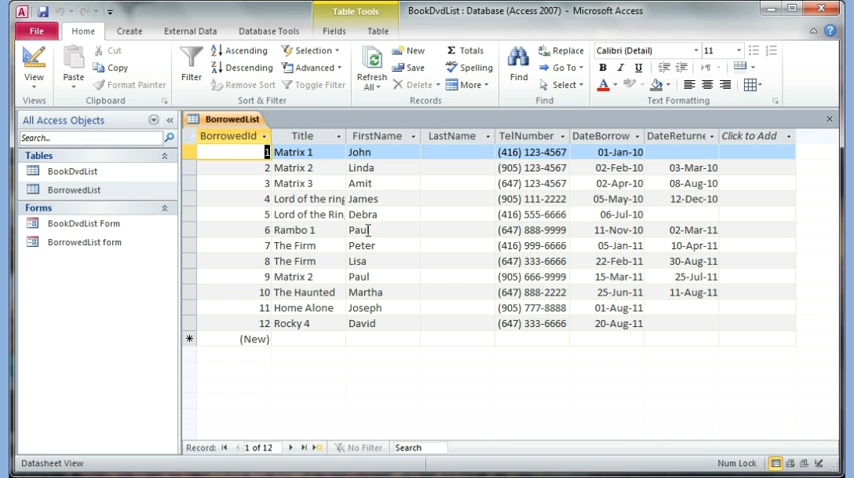 Table Tools
BookDvdList : Database (Access 2007) - Microsoft Access
File Home Create External Data Database Tools Fields Table
View
Paste
Cut
Copy
Format Painter
Filter
Ascending
Descending
Remove Sort
Selection
Advanced
Toggle Filter
Refresh All
New
Save
Delete
Totals
Spelling
More
Find
Replace
Go To
Select
Calibri (Detail) 11
B I U
A
Views Clipboard Sort & Filter Records Find Text Formatting
All Access Objects
Search...
Tables
BookDvdList
BorrowedList
Forms
BookDvdList Form
BorrowedList form
BorrowedList
BorrowedId Title FirstName LastName TelNumber DateBorrow DateReturne Click to Add
1 Matrix 1 John (416) 123-4567 01-Jan-10
2 Matrix 2 Linda (905) 123-4567 02-Feb-10 03-Mar-10
3 Matrix 3 Amit (647) 123-4567 02-Apr-10 08-Aug-10
4 Lord of the ring James (905) 111-2222 05-May-10 12-Dec-10
5 Lord of the Rin Debra (416) 555-6666 06-Jul-10
6 Rambo 1 Paul (647) 888-9999 11-Nov-10 02-Mar-11
7 The Firm Peter (416) 999-6666 05-Jan-11 10-Apr-11
8 The Firm Lisa (647) 333-6666 22-Feb-11 30-Aug-11
9 Matrix 2 Paul (905) 666-9999 15-Mar-11 25-Jul-11
10 The Haunted Martha (647) 888-2222 25-Jun-11 11-Aug-11
11 Home Alone Joseph (905) 777-8888 01-Aug-11
12 Rocky 4 David (647) 333-6666 20-Aug-11
(New)
Record: 1 of 12 No Filter Search
Datasheet View Num Lock